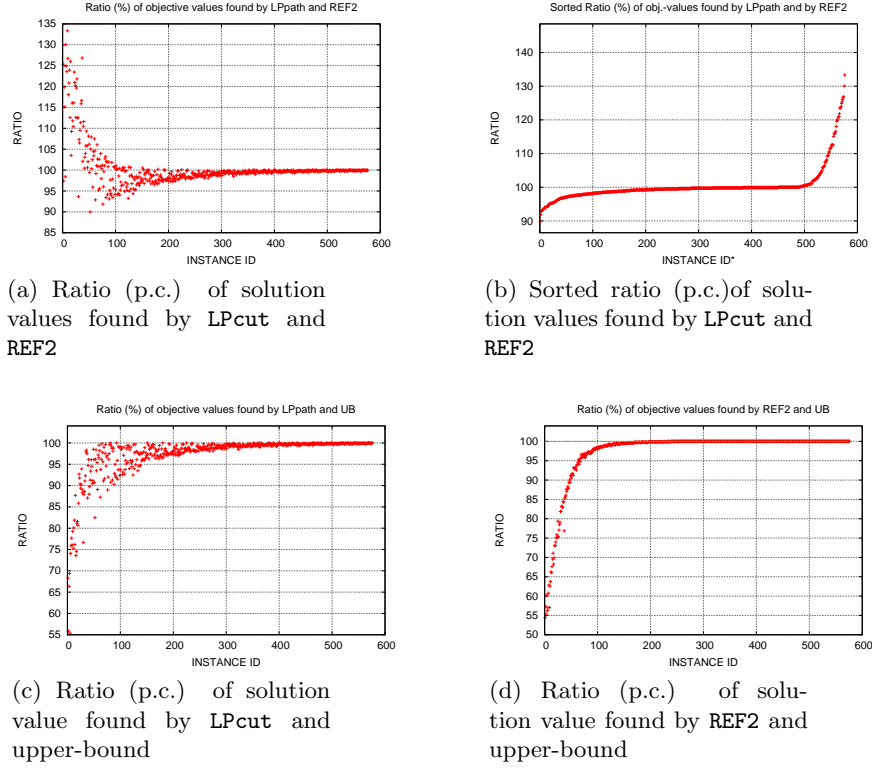 Ratio (%) of objective values found by LPpath and REF2
135
130
125
120
115
110
105
100
95
90
85
RATIO
0 100 200 300 400 500 600
INSTANCE ID
(a) Ratio (p.c.) of solution
values found by LPcut and
REF2
Sorted Ratio (%) of obj.-values found by LPpath and by REF2
140
130
120
110
100
90
RATIO
0 100 200 300 400 500 600
INSTANCE ID*
(b) Sorted ratio (p.c.)of solu-
tion values found by LPcut and
REF2
Ratio (%) of objective values found by LPpath and UB
100
95
90
85
80
75
70
65
60
55
RATIO
0 100 200 300 400 500 600
INSTANCE ID
(c) Ratio (p.c.) of solution
value found by LPcut and
upper-bound
Ratio (%) of objective values found by REF2 and UB
100
95
90
85
80
75
70
65
60
55
50
RATIO
0 100 200 300 400 500 600
INSTANCE ID
(d) Ratio (p.c.) of solu-
tion value found by REF2 and
upper-bound